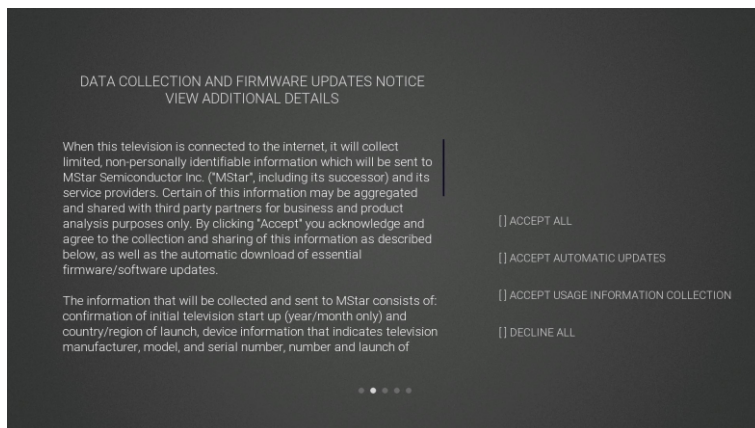 DATA COLLECTION AND FIRMWARE UPDATES NOTICE
VIEW ADDITIONAL DETAILS
When this television is connected to the internet, it will collect
limited, non-personally identifiable information which will be sent to
MStar Semiconductor Inc. ("MStar", including its successor) and its
service providers. Certain of this information may be aggregated
and shared with third party partners for business and product
analysis purposes only. By clicking "Accept" you acknowledge and
agree to the collection and sharing of this information as described
below, as well as the automatic download of essential
firmware/software updates.
The information that will be collected and sent to MStar consists of:
confirmation of initial television start up (year/month only) and
country/region of launch, device information that indicates television
manufacturer, model, and serial number, number and launch of
[ ] ACCEPT ALL
[ ] ACCEPT AUTOMATIC UPDATES
[ ] ACCEPT USAGE INFORMATION COLLECTION
[ ] DECLINE ALL